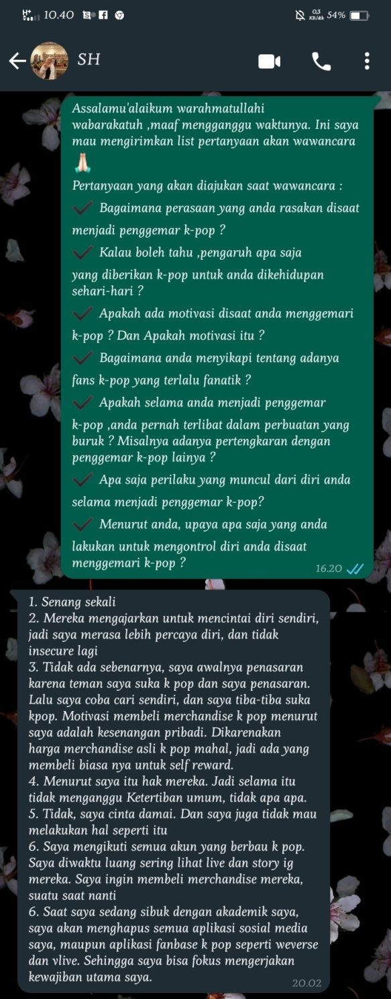 10.40
0,3
KB/dtk
54%
SH
Assalamu'alaikum warahmatullahi
wabarakatuh ,maaf mengganggu waktunya. Ini saya
mau mengirimkan list pertanyaan akan wawancara
🙏🏻
Pertanyaan yang akan diajukan saat wawancara :
✔️ Bagaimana perasaan yang anda rasakan disaat
menjadi penggemar k-pop ?
✔️ Kalau boleh tahu ,pengaruh apa saja
yang diberikan k-pop untuk anda dikehidupan
sehari-hari ?
✔️ Apakah ada motivasi disaat anda menggemari
k-pop ? Dan Apakah motivasi itu ?
✔️ Bagaimana anda menyikapi tentang adanya
fans k-pop yang terlalu fanatik ?
✔️ Apakah selama anda menjadi penggemar
k-pop ,anda pernah terlibat dalam perbuatan yang
buruk ? Misalnya adanya pertengkaran dengan
penggemar k-pop lainya ?
✔️ Apa saja perilaku yang muncul dari diri anda
selama menjadi penggemar k-pop?
✔️ Menurut anda, upaya apa saja yang anda
lakukan untuk mengontrol diri anda disaat
menggemari k-pop ?
16.20
1. Senang sekali
2. Mereka mengajarkan untuk mencintai diri sendiri,
jadi saya merasa lebih percaya diri, dan tidak
insecure lagi
3. Tidak ada sebenarnya, saya awalnya penasaran
karena teman saya suka k pop dan saya penasaran.
Lalu saya coba cari sendiri, dan saya tiba-tiba suka
kpop. Motivasi membeli merchandise k pop menurut
saya adalah kesenangan pribadi. Dikarenakan
harga merchandise asli k pop mahal, jadi ada yang
membeli biasa nya untuk self reward.
4. Menurut saya itu hak mereka. Jadi selama itu
tidak menganggu Ketertiban umum, tidak apa apa.
5. Tidak, saya cinta damai. Dan saya juga tidak mau
melakukan hal seperti itu
6. Saya mengikuti semua akun yang berbau k pop.
Saya diwaktu luang sering lihat live dan story ig
mereka. Saya ingin membeli merchandise mereka,
suatu saat nanti
6. Saat saya sedang sibuk dengan akademik saya,
saya akan menghapus semua aplikasi sosial media
saya, maupun aplikasi fanbase k pop seperti weverse
dan vlive. Sehingga saya bisa fokus mengerjakan
kewajiban utama saya.
20.02